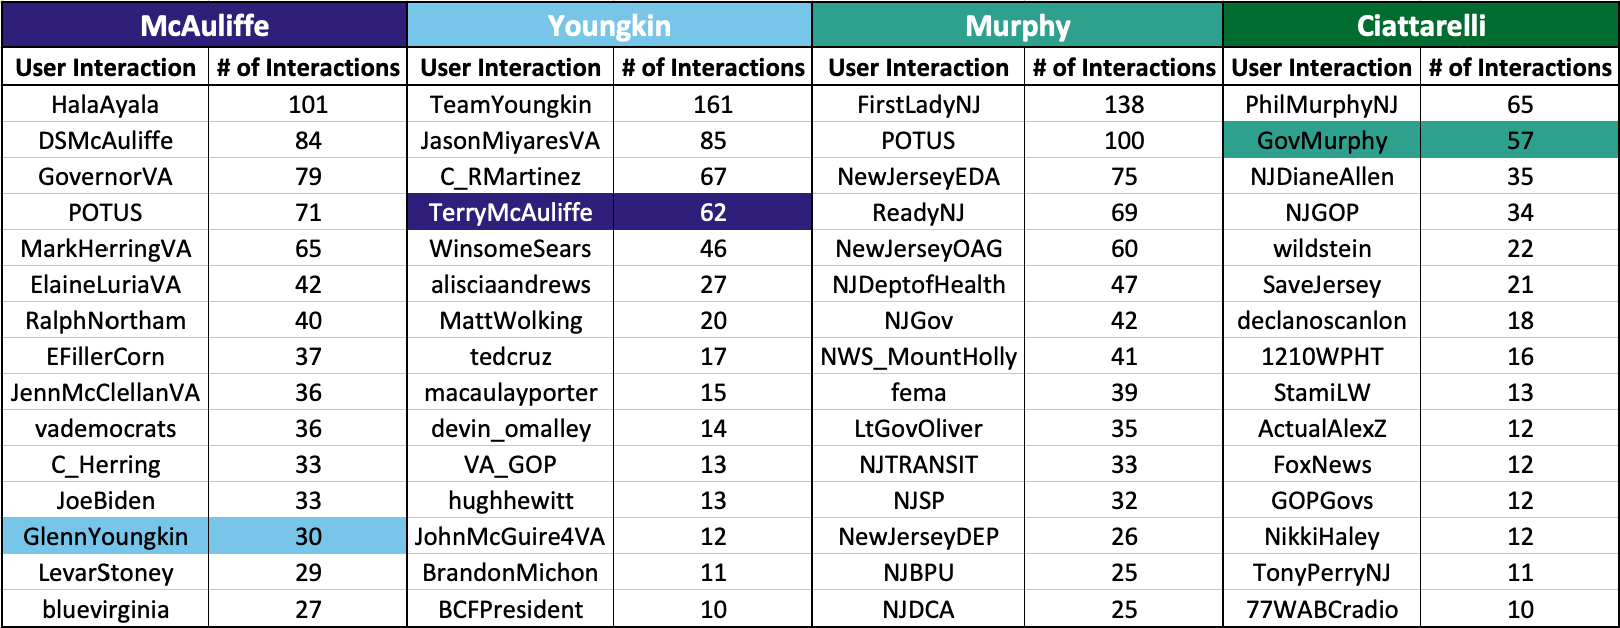 McAuliffe Youngkin Murphy Ciattarelli
User Interaction # of Interactions User Interaction # of Interactions User Interaction # of Interactions User Interaction # of Interactions
HalaAyala 101 TeamYoungkin 161 FirstLadyNJ 138 PhilMurphyNJ 65
DSMcAuliffe 84 JasonMiyaresVA 85 POTUS 100 GovMurphy 57
GovernorVA 79 C_RMartinez 67 NewJerseyEDA 75 NJDianeAllen 35
POTUS 71 TerryMcAuliffe 62 ReadyNJ 69 NJGOP 34
MarkHerringVA 65 WinsomeSears 46 NewJerseyOAG 60 wildstein 22
ElaineLuriaVA 42 alisciaandrews 27 NJDeptofHealth 47 SaveJersey 21
RalphNortham 40 MattWolking 20 NJGov 42 declanoscanlon 18
EFillerCorn 37 tedcruz 17 NWS_MountHolly 41 1210WPHT 16
JennMcClellanVA 36 macaulayporter 15 fema 39 StamiLW 13
vademocrats 36 devin_omalley 14 LtGovOliver 35 ActualAlexZ 12
C_Herring 33 VA_GOP 13 NJTRANSIT 33 FoxNews 12
JoeBiden 33 hughhewitt 13 NJSP 32 GOPGovs 12
GlennYoungkin 30 JohnMcGuire4VA 12 NewJerseyDEP 26 NikkiHaley 12
LevarStoney 29 BrandonMichon 11 NJBPU 25 TonyPerryNJ 11
bluevirginia 27 BCFPresident 10 NJDCA 25 77WABCradio 10